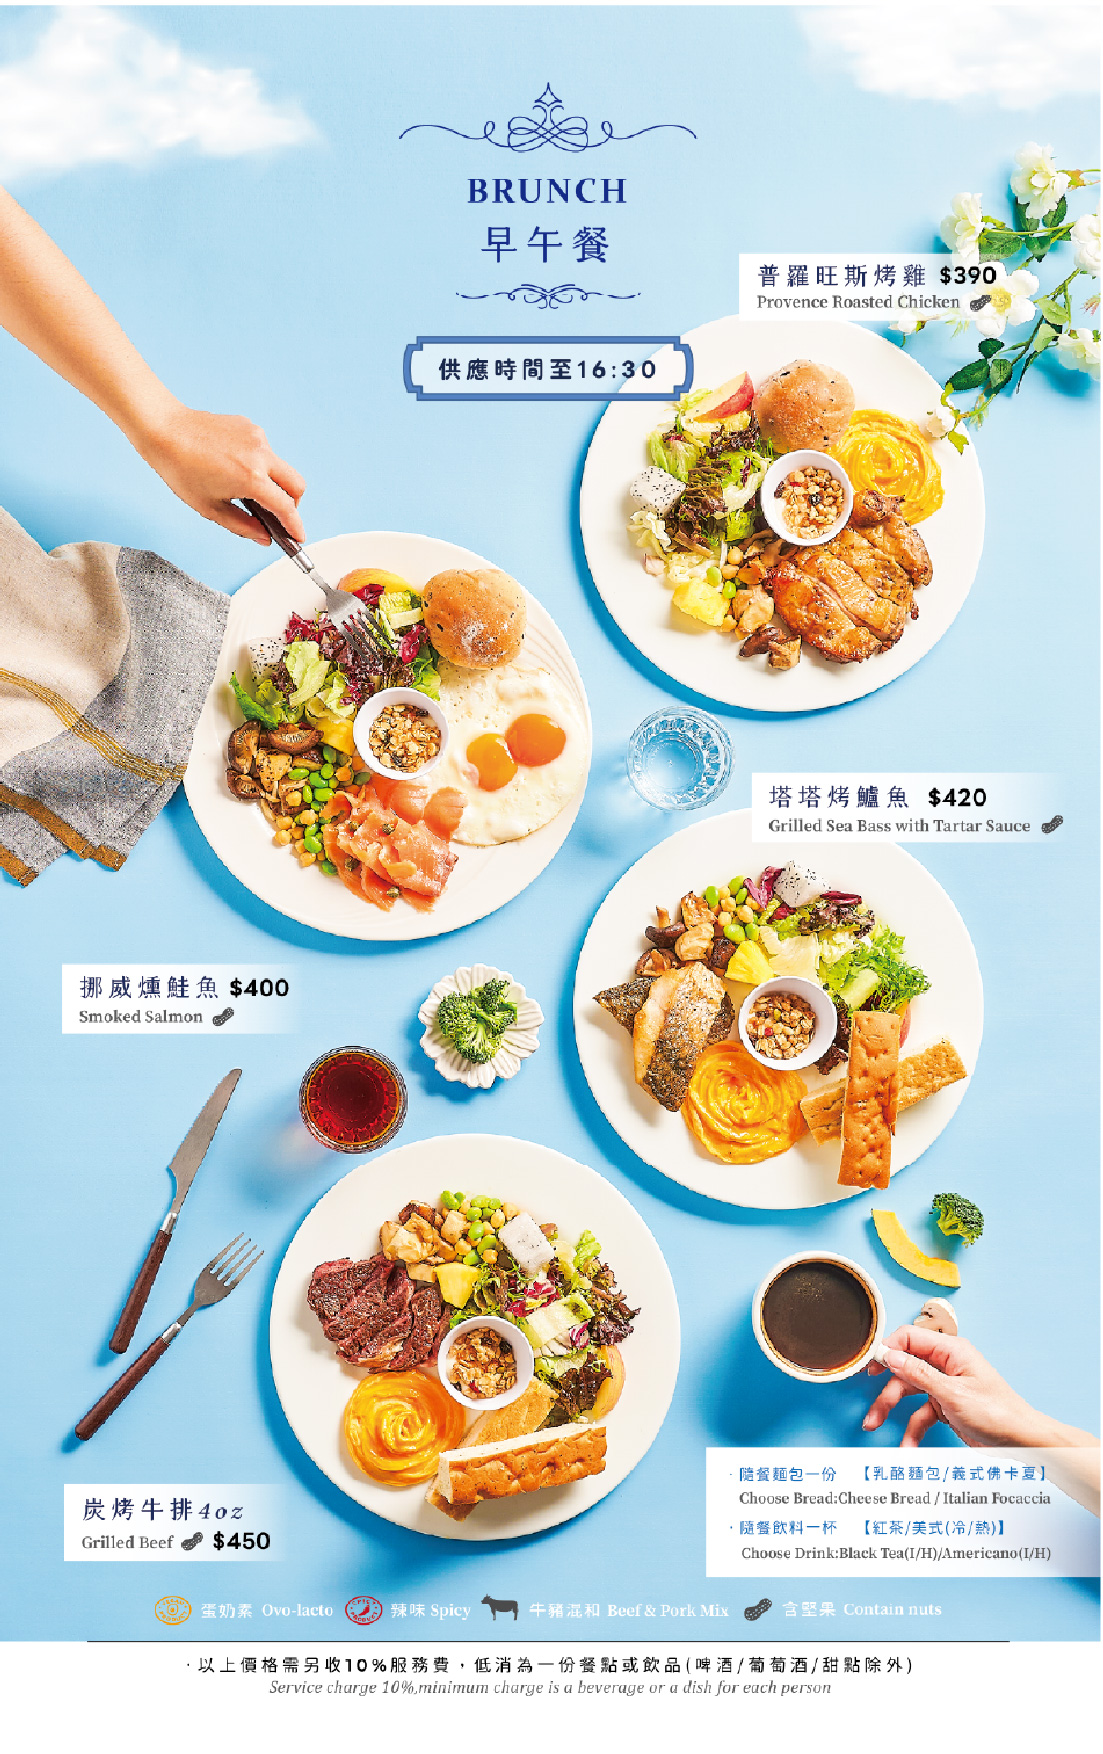 BRUNCH
早午餐
供應時間至16:30
普羅旺斯烤雞 $390
Provence Roasted Chicken
塔塔烤鱸魚 $420
Grilled Sea Bass with Tartar Sauce
挪威燻鮭魚 $400
Smoked Salmon
炭烤牛排4oz
Grilled Beef $450
· 隨餐麵包一份 【乳酪麵包/義式佛卡夏】
Choose Bread:Cheese Bread / Italian Focaccia
· 隨餐飲料一杯 【紅茶/美式(冷/熱)】
Choose Drink:Black Tea(I/H)/Americano(I/H)
蛋奶素 Ovo-lacto 辣味 Spicy 牛豬混和 Beef & Pork Mix 含堅果 Contain nuts
· 以上價格需另收10%服務費，低消為一份餐點或飲品(啤酒/葡萄酒/甜點除外)
Service charge 10%,minimum charge is a beverage or a dish for each person